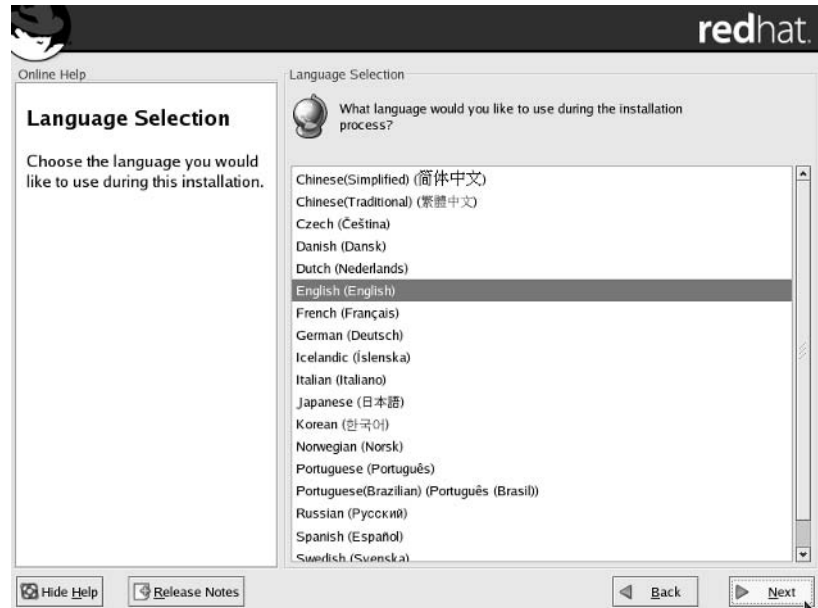 redhat.
Online Help
Language Selection
Choose the language you would
like to use during this installation.
Language Selection
What language would you like to use during the installation
process?
Chinese(Simplified) (简体中文)
Chinese(Traditional) (繁體中文)
Czech (Čeština)
Danish (Dansk)
Dutch (Nederlands)
English (English)
French (Français)
German (Deutsch)
Icelandic (Íslenska)
Italian (Italiano)
Japanese (日本語)
Korean (한국어)
Norwegian (Norsk)
Portuguese (Português)
Portuguese(Brazilian) (Português (Brasil))
Russian (Русский)
Spanish (Español)
Swedish (Svenska)
Hide Help
Release Notes
Back
Next